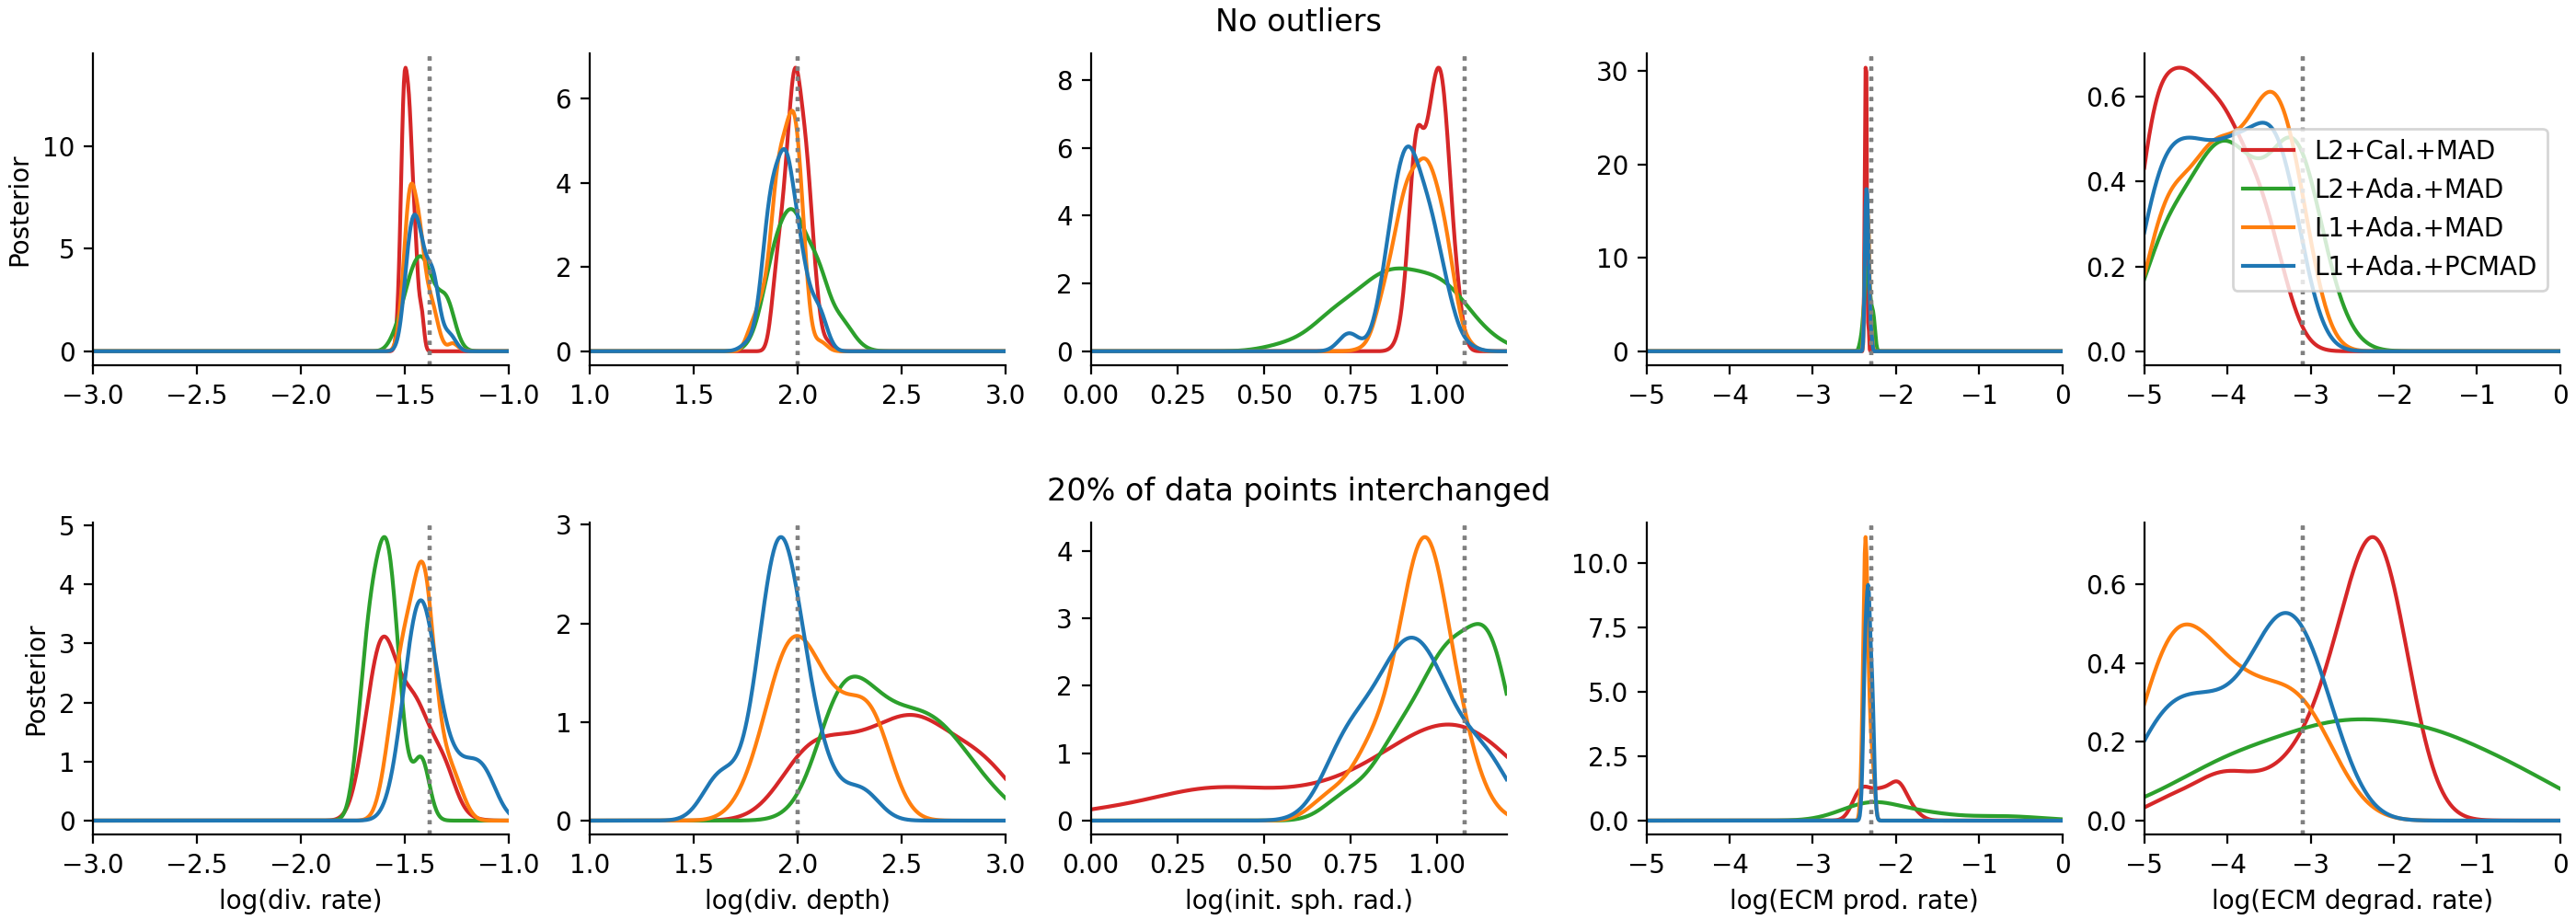 No outliers
Posterior
10
5
0
−3.0 −2.5 −2.0 −1.5 −1.0
6
4
2
0
1.0 1.5 2.0 2.5 3.0
8
6
4
2
0
0.00 0.25 0.50 0.75 1.00
30
20
10
0
−5 −4 −3 −2 −1 0
0.6
0.4
0.2
0.0
−5 −4 −3 −2 −1 0
L2+Cal.+MAD
L2+Ada.+MAD
L1+Ada.+MAD
L1+Ada.+PCMAD
20% of data points interchanged
Posterior
5
4
3
2
1
0
−3.0 −2.5 −2.0 −1.5 −1.0
log(div. rate)
3
2
1
0
1.0 1.5 2.0 2.5 3.0
log(div. depth)
4
3
2
1
0
0.00 0.25 0.50 0.75 1.00
log(init. sph. rad.)
10.0
7.5
5.0
2.5
0.0
−5 −4 −3 −2 −1 0
log(ECM prod. rate)
0.6
0.4
0.2
0.0
−5 −4 −3 −2 −1 0
log(ECM degrad. rate)